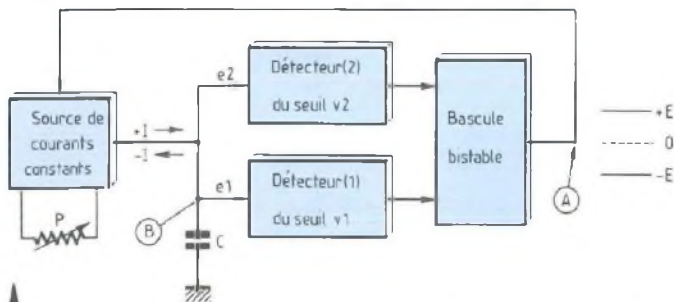 e2
Détecteur(2)
du seuil v2
Source de
courants
constants
+I
-I
Bascule
bistable
+E
0
-E
A
P
B
e1
Détecteur(1)
du seuil v1
C